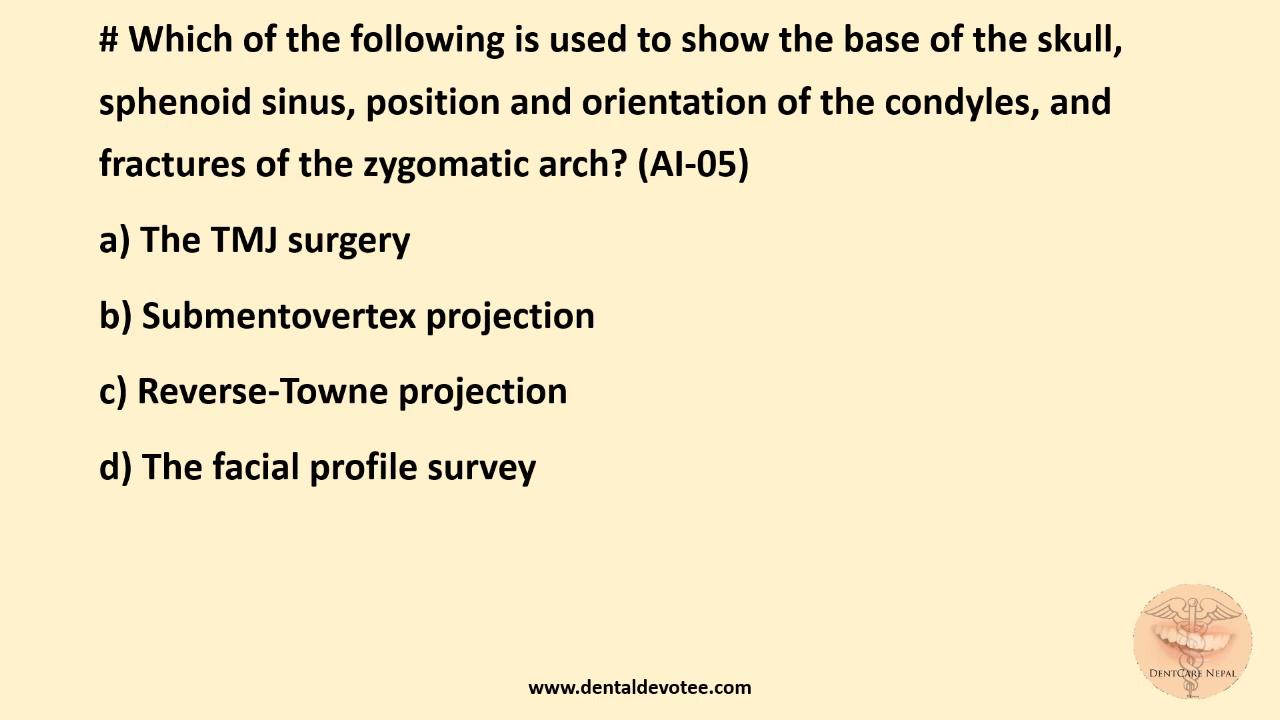 # Which of the following is used to show the base of the skull,
sphenoid sinus, position and orientation of the condyles, and
fractures of the zygomatic arch? (AI-05)
a) The TMJ surgery
b) Submentovertex projection
c) Reverse-Towne projection
d) The facial profile survey
DENTCARE NEPAL
www.dentaldevotee.com